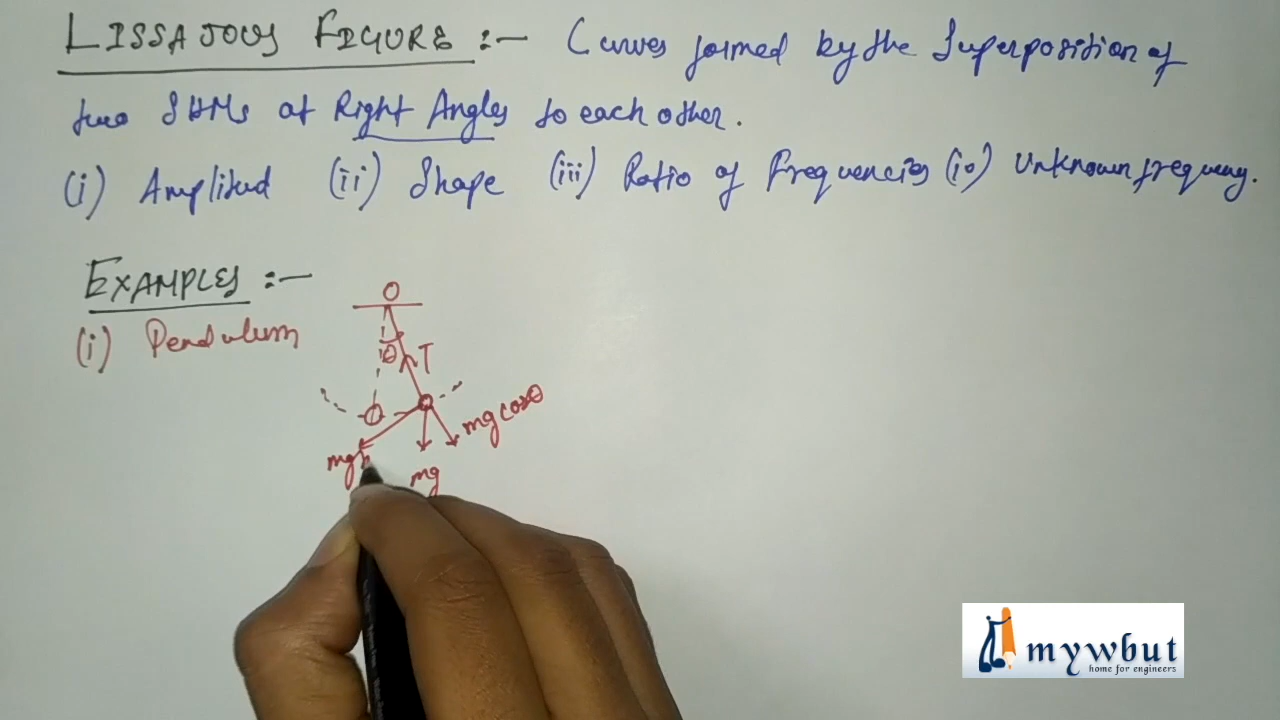 LISSAJOUS FIGURE :- Curves formed by the Superposition of
two SHMs at Right Angles to each other.
(i) Amplitud (ii) Shape (iii) Ratio of Frequencies (iv) Unknown frequency.
EXAMPLES :-
(i) Pendulum
O
θ T
mg cosθ
mg
mg
mywbut
home for engineers